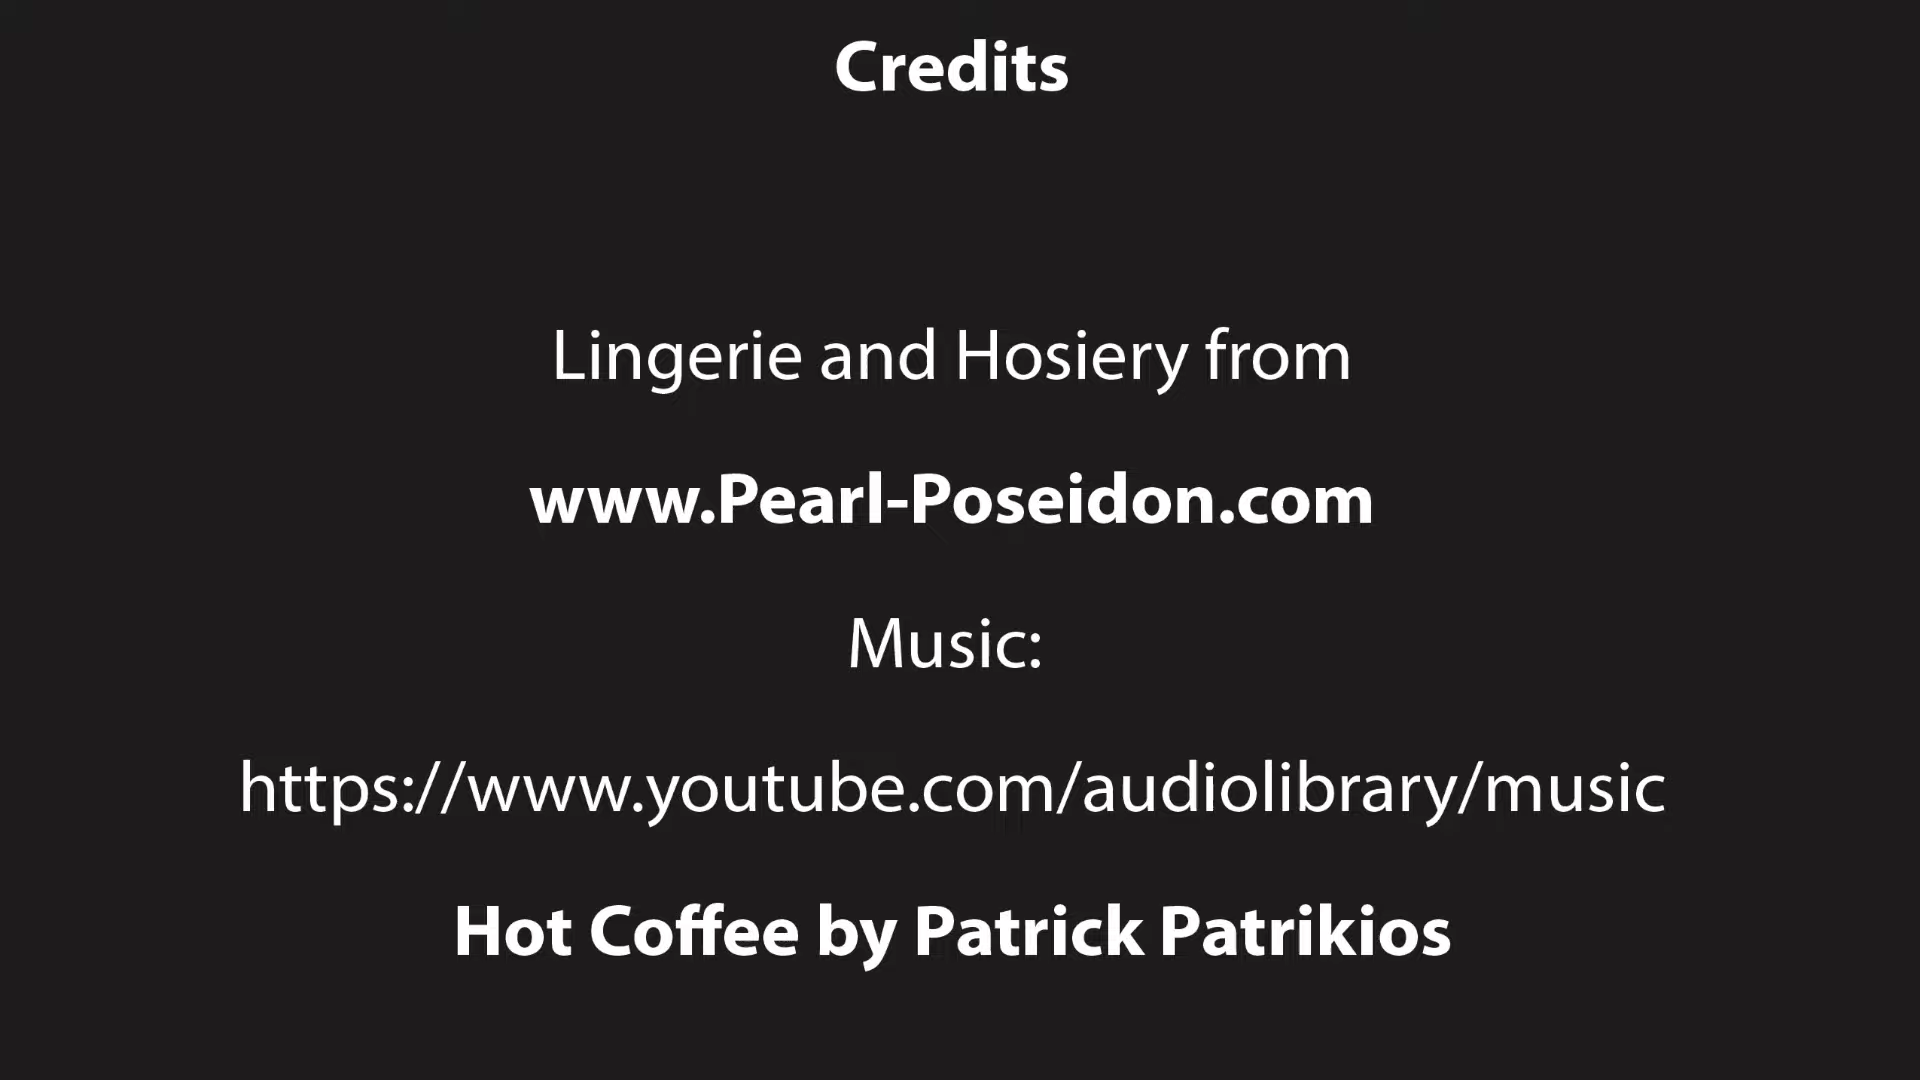 Credits
Lingerie and Hosiery from
www.Pearl-Poseidon.com
Music:
https://www.youtube.com/audiolibrary/music
Hot Coffee by Patrick Patrikios